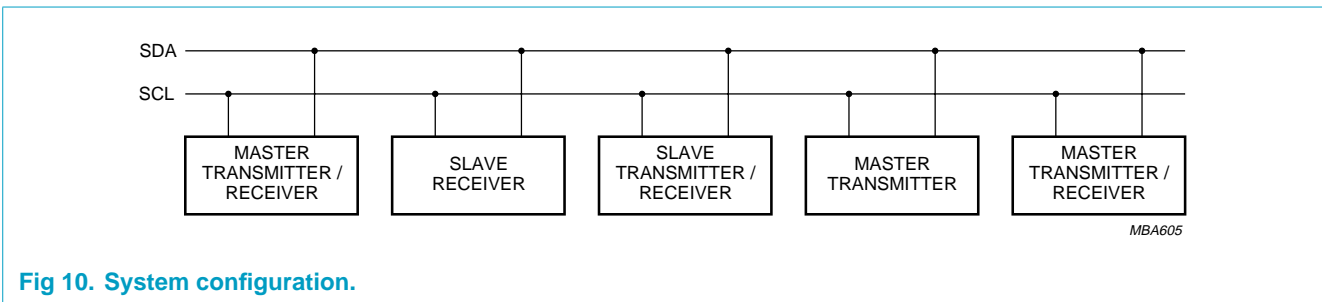 SDA
SCL
MASTER
TRANSMITTER /
RECEIVER
SLAVE
RECEIVER
SLAVE
TRANSMITTER /
RECEIVER
MASTER
TRANSMITTER
MASTER
TRANSMITTER /
RECEIVER
MBA605
Fig 10. System configuration.